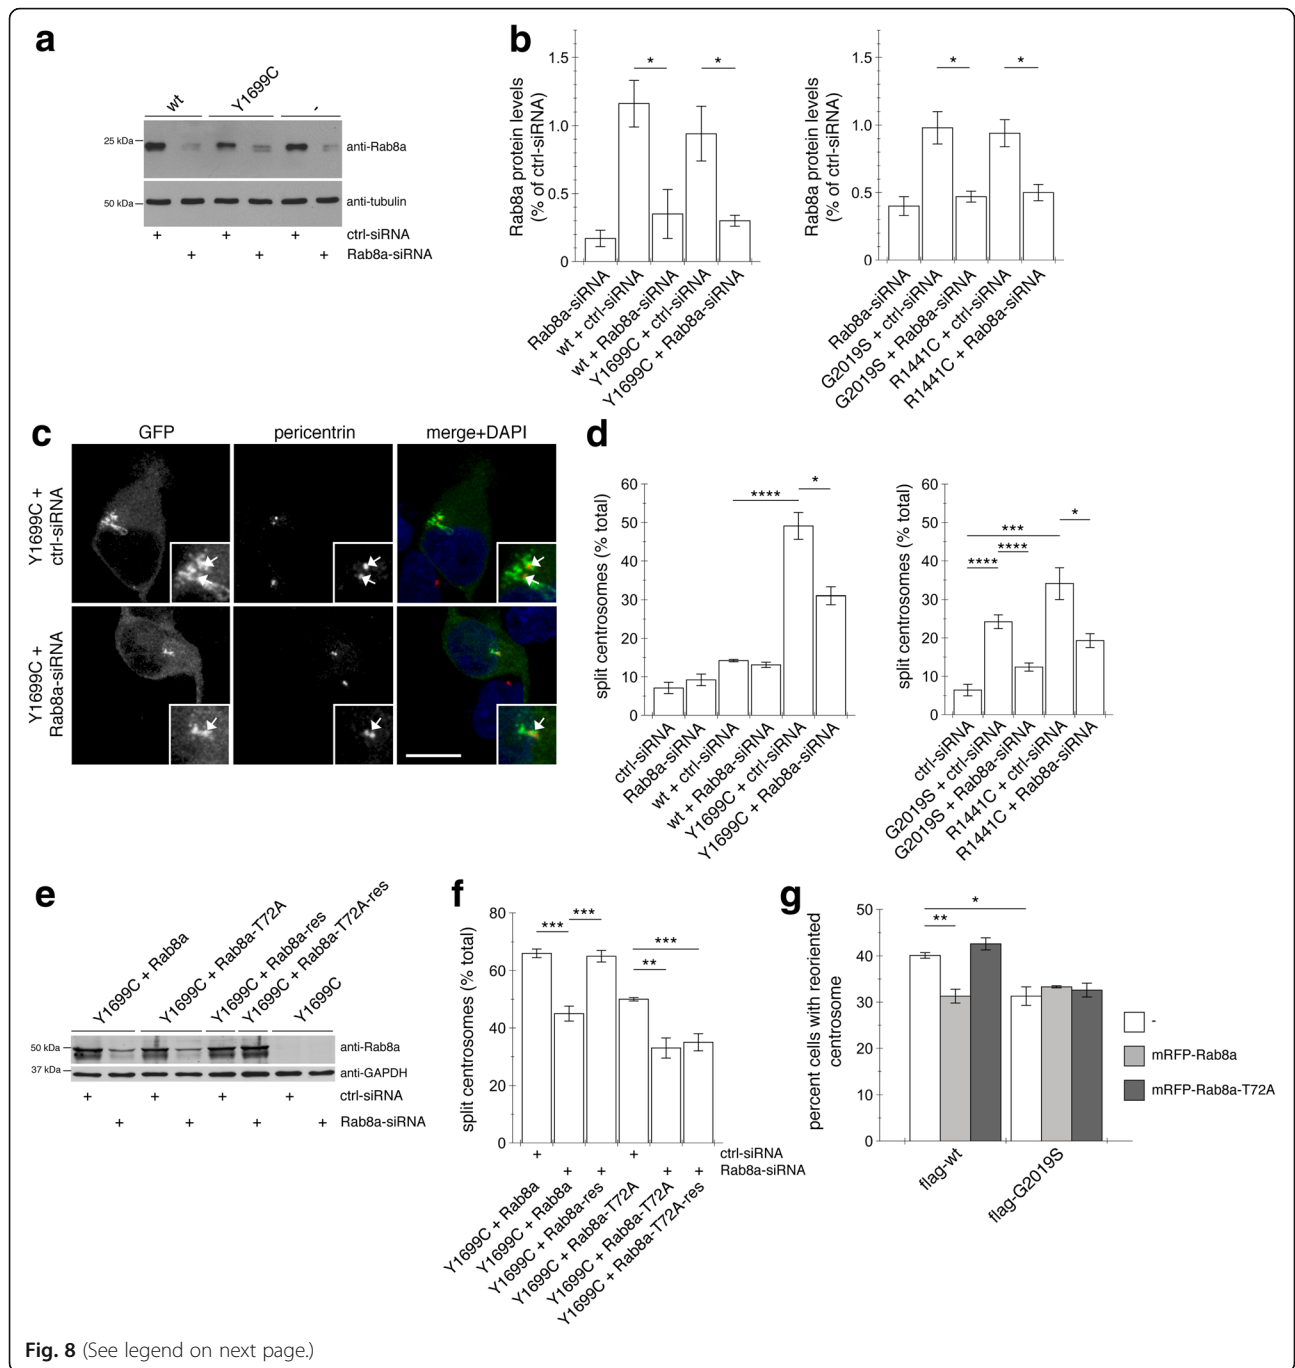 a
wt
Y1699C
-
25 kDa
anti-Rab8a
50 kDa
anti-tubulin
+ + + ctrl-siRNA
+ + + Rab8a-siRNA
b
Rab8a protein levels
(% of ctrl-siRNA)
1.5
1.0
0.5
0
* *
Rab8a-siRNA
wt + ctrl-siRNA
wt + Rab8a-siRNA
Y1699C + ctrl-siRNA
Y1699C + Rab8a-siRNA
Rab8a protein levels
(% of ctrl-siRNA)
1.5
1.0
0.5
0
* *
Rab8a-siRNA
G2019S + ctrl-siRNA
G2019S + Rab8a-siRNA
R1441C + ctrl-siRNA
R1441C + Rab8a-siRNA
c
GFP
pericentrin
merge+DAPI
Y1699C +
ctrl-siRNA
Y1699C +
Rab8a-siRNA
d
split centrosomes (% total)
60
50
40
30
20
10
0
**** *
ctrl-siRNA
Rab8a-siRNA
wt + ctrl-siRNA
wt + Rab8a-siRNA
Y1699C + ctrl-siRNA
Y1699C + Rab8a-siRNA
split centrosomes (% total)
60
50
40
30
20
10
0
*
***
****
****
ctrl-siRNA
G2019S + ctrl-siRNA
G2019S + Rab8a-siRNA
R1441C + ctrl-siRNA
R1441C + Rab8a-siRNA
e
Y1699C + Rab8a
Y1699C + Rab8a-T72A
Y1699C + Rab8a-res
Y1699C + Rab8a-T72A-res
Y1699C
50 kDa
anti-Rab8a
37 kDa
anti-GAPDH
+ + + + ctrl-siRNA
+ + + + Rab8a-siRNA
f
split centrosomes (% total)
80
60
40
20
0
*** ***
***
**
+ + ctrl-siRNA
+ + + + Rab8a-siRNA
Y1699C + Rab8a
Y1699C + Rab8a
Y1699C + Rab8a-res
Y1699C + Rab8a-T72A
Y1699C + Rab8a-T72A
Y1699C + Rab8a-T72A-res
g
percent cells with reoriented
centrosome
50
40
30
20
10
0
*
**
flag-wt
flag-G2019S
-
mRFP-Rab8a
mRFP-Rab8a-T72A
Fig. 8 (See legend on next page.)